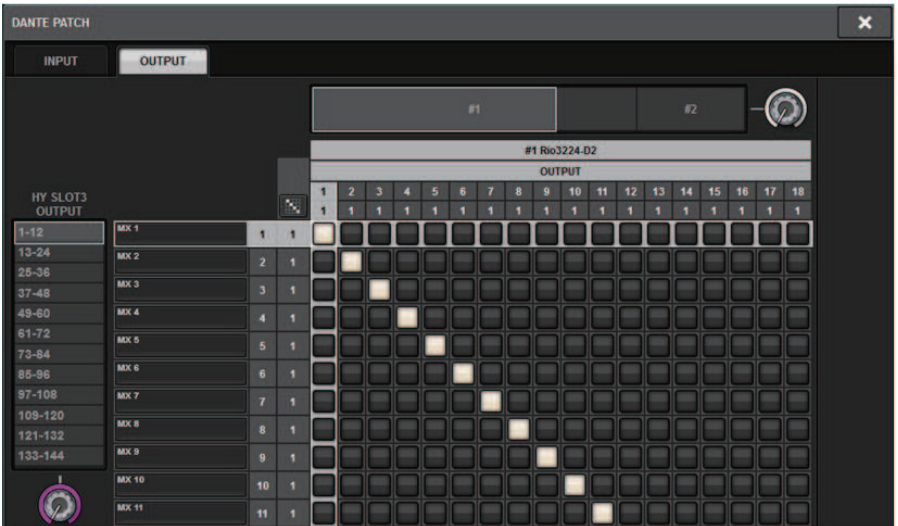 DANTE PATCH
INPUT OUTPUT
#1 #2
#1 Rio3224-D2
OUTPUT
1 2 3 4 5 6 7 8 9 10 11 12 13 14 15 16 17 18
1 1 1 1 1 1 1 1 1 1 1 1 1 1 1 1 1 1
HY SLOT3
OUTPUT
1-12
13-24
25-36
37-48
49-60
61-72
73-84
85-96
97-108
109-120
121-132
133-144
MX 1 1 1
MX 2 2 1
MX 3 3 1
MX 4 4 1
MX 5 5 1
MX 6 6 1
MX 7 7 1
MX 8 8 1
MX 9 9 1
MX 10 10 1
MX 11 11 1